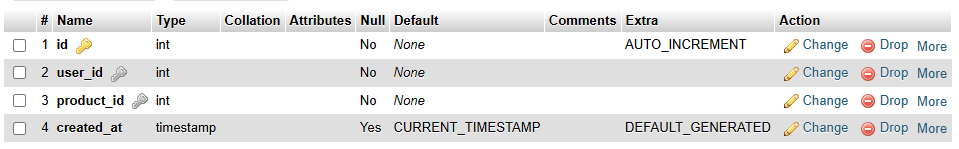 # Name Type Collation Attributes Null Default Comments Extra Action
1 id int No None AUTO_INCREMENT Change Drop More
2 user_id int No None Change Drop More
3 product_id int No None Change Drop More
4 created_at timestamp Yes CURRENT_TIMESTAMP DEFAULT_GENERATED Change Drop More